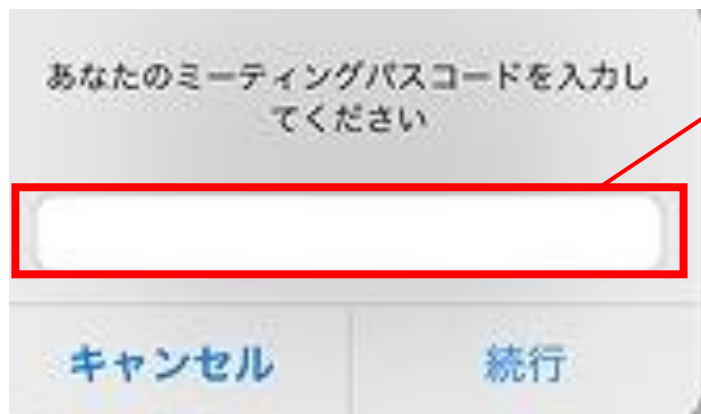 あなたのミーティングパスコードを入力し
てください
キャンセル
続行